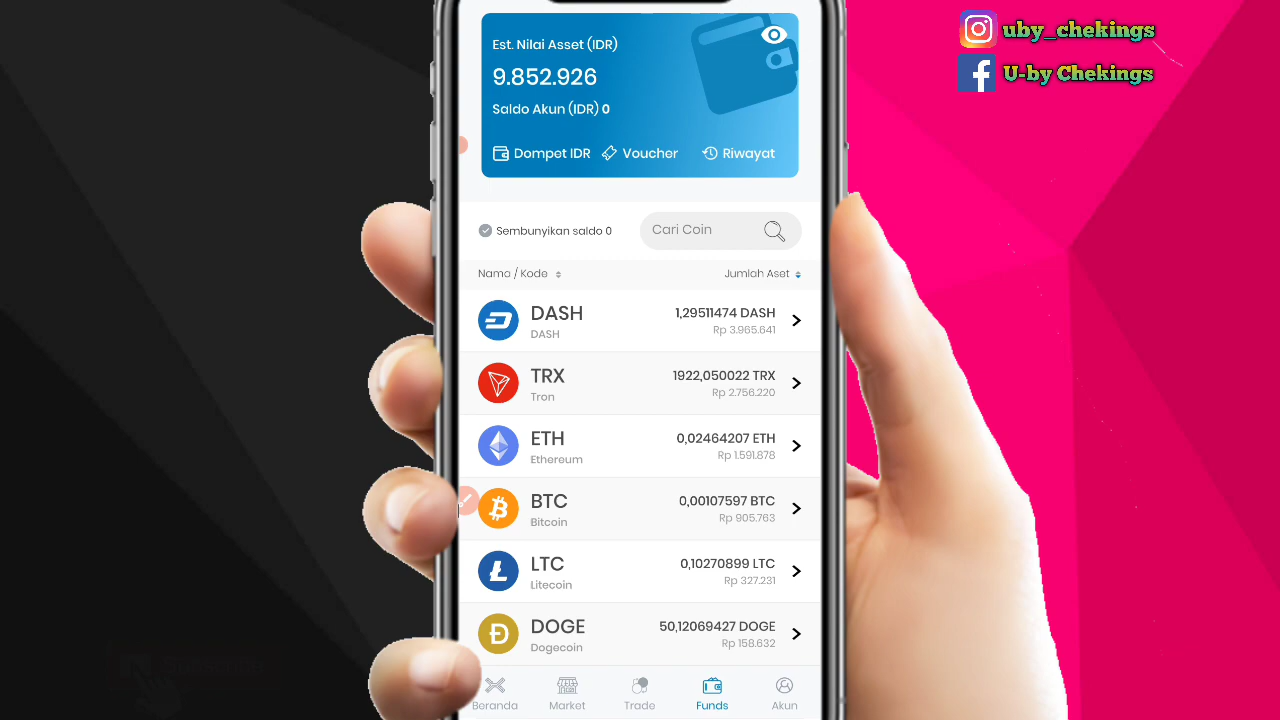 uby_chekings
U-by Chekings
Est. Nilai Asset (IDR)
9.852.926
Saldo Akun (IDR) 0
Dompet IDR Voucher Riwayat
Sembunyikan saldo 0 Cari Coin
Nama / Kode Jumlah Aset
DASH 1,29511474 DASH
DASH Rp 3.965.641
TRX 1922,050022 TRX
Tron Rp 2.756.220
ETH 0,02464207 ETH
Ethereum Rp 1.591.878
BTC 0,00107597 BTC
Bitcoin Rp 905.763
LTC 0,10270899 LTC
Litecoin Rp 327.231
DOGE 50,12069427 DOGE
Dogecoin Rp 158.632
Beranda Market Trade Funds Akun